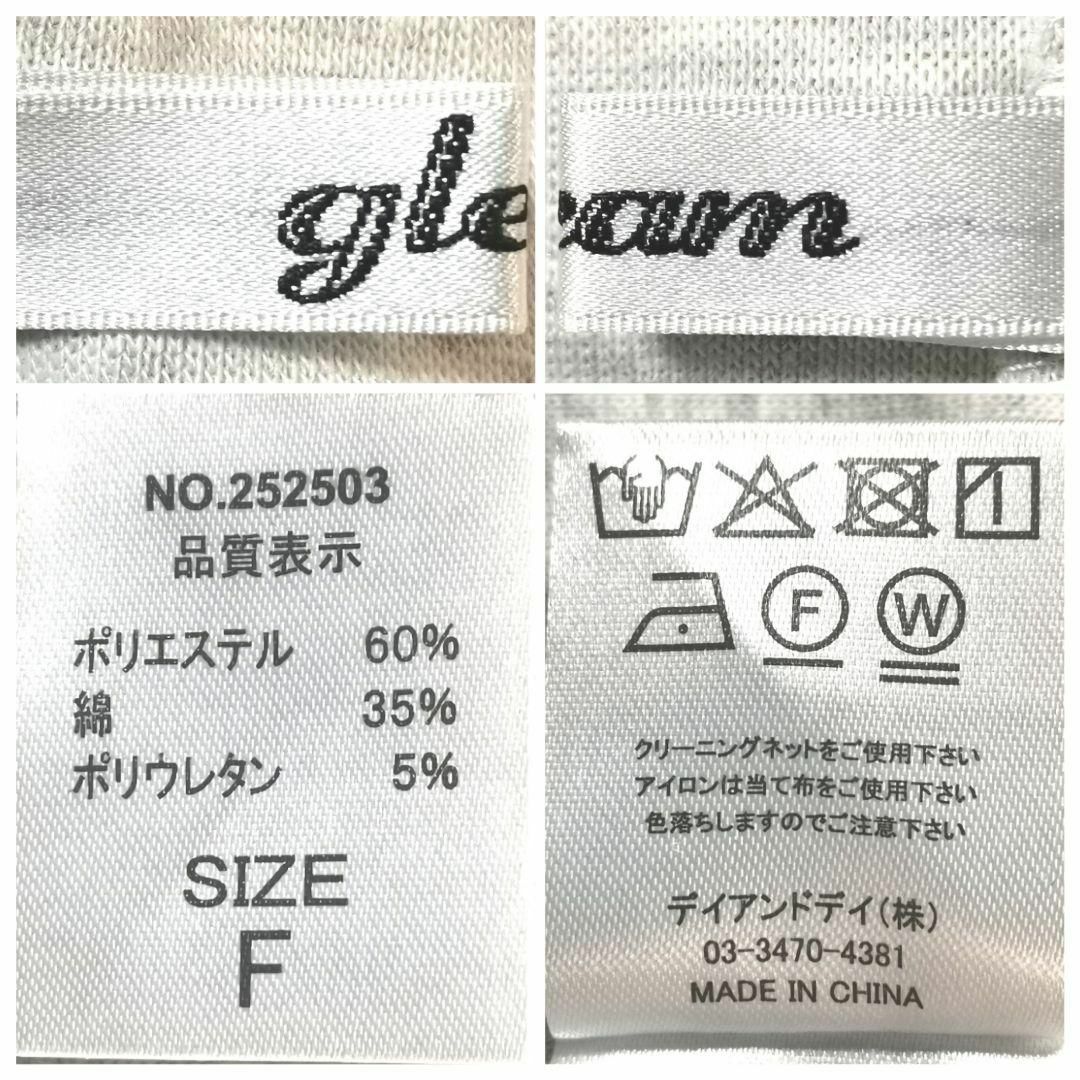 gle
eam
NO.252503
品質表示
ポリエステル 60%
綿 35%
ポリウレタン 5%
SIZE
F
F W
クリーニングネットをご使用下さい
アイロンは当て布をご使用下さい
色落ちしますのでご注意下さい
デイアンドデイ(株)
03-3470-4381
MADE IN CHINA